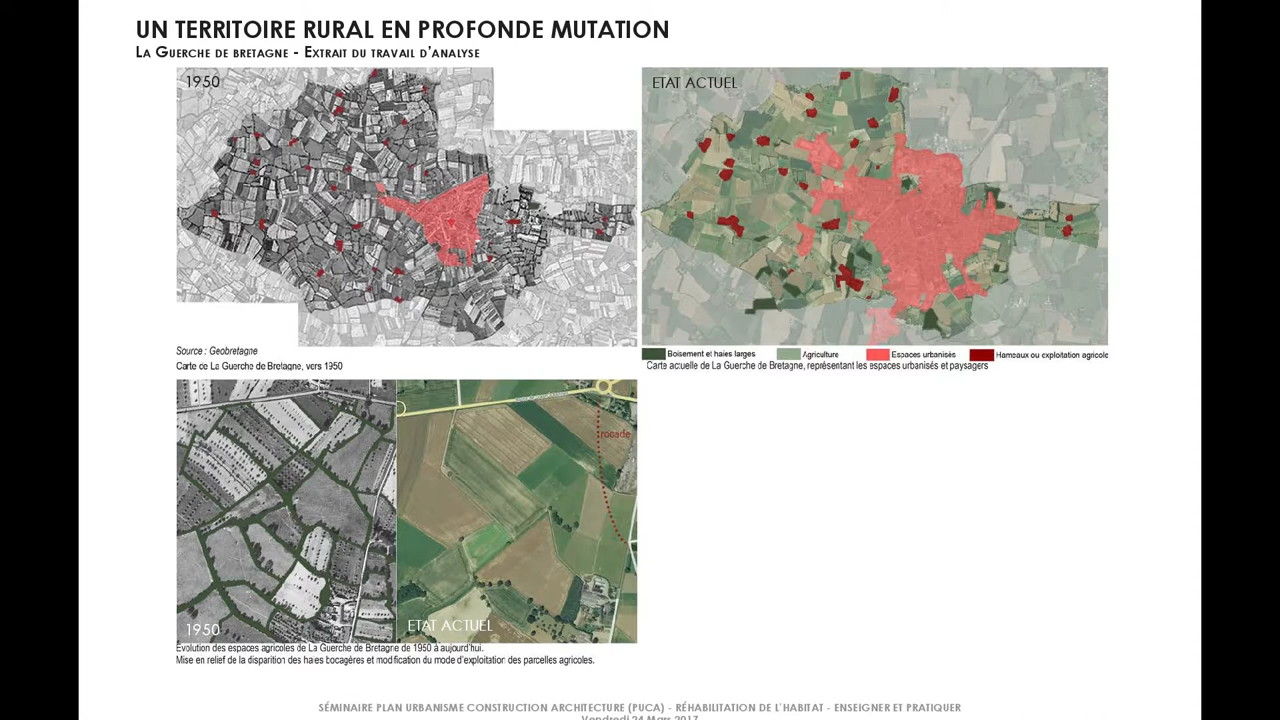 UN TERRITOIRE RURAL EN PROFONDE MUTATION
LA GUERCHE DE BRETAGNE - EXTRAIT DU TRAVAIL D'ANALYSE
1950
ETAT ACTUEL
Source : Geobretagne
Carte de La Guerche de Bretagne, vers 1950
Boisement et haies larges
Agriculture
Espaces urbanisés
Hameaux ou exploitation agricole
Carte actuelle de La Guerche de Bretagne, représentant les espaces urbanisés et paysagers
rocade
1950
ETAT ACTUEL
Evolution des espaces agricoles de La Guerche de Bretagne de 1950 à aujourd'hui.
Mise en relief de la disparition des haies bocagères et modification du mode d'exploitation des parcelles agricoles.
SÉMINAIRE PLAN URBANISME CONSTRUCTION ARCHITECTURE (PUCA) - RÉHABILITATION DE L'HABITAT - ENSEIGNER ET PRATIQUER
Vendredi 24 Mars 2017